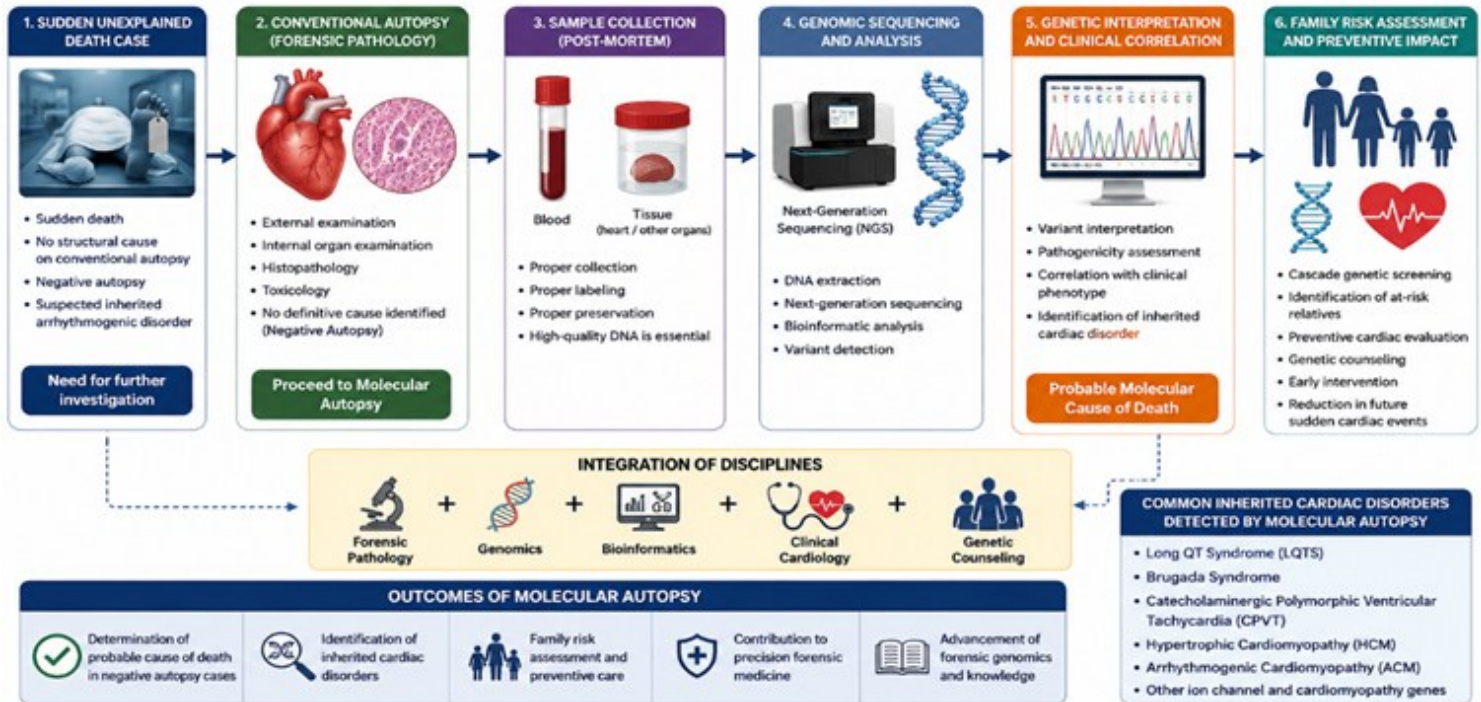 1. SUDDEN UNEXPLAINED
DEATH CASE
• Sudden death
• No structural cause
on conventional autopsy
• Negative autopsy
• Suspected inherited
arrhythmogenic disorder
Need for further
investigation
2. CONVENTIONAL AUTOPSY
(FORENSIC PATHOLOGY)
• External examination
• Internal organ examination
• Histopathology
• Toxicology
• No definitive cause identified
(Negative Autopsy)
Proceed to Molecular
Autopsy
3. SAMPLE COLLECTION
(POST-MORTEM)
Blood
Tissue
(heart / other organs)
• Proper collection
• Proper labeling
• Proper preservation
• High-quality DNA is essential
4. GENOMIC SEQUENCING
AND ANALYSIS
Next-Generation
Sequencing (NGS)
• DNA extraction
• Next-generation sequencing
• Bioinformatic analysis
• Variant detection
5. GENETIC INTERPRETATION
AND CLINICAL CORRELATION
• Variant interpretation
• Pathogenicity assessment
• Correlation with clinical
phenotype
• Identification of inherited
cardiac disorder
Probable Molecular
Cause of Death
6. FAMILY RISK ASSESSMENT
AND PREVENTIVE IMPACT
• Cascade genetic screening
• Identification of at-risk
relatives
• Preventive cardiac evaluation
• Genetic counseling
• Early intervention
• Reduction in future
sudden cardiac events
INTEGRATION OF DISCIPLINES
Forensic
Pathology
+
Genomics
+
Bioinformatics
+
Clinical
Cardiology
+
Genetic
Counseling
COMMON INHERITED CARDIAC DISORDERS
DETECTED BY MOLECULAR AUTOPSY
• Long QT Syndrome (LQTS)
• Brugada Syndrome
• Catecholaminergic Polymorphic Ventricular
Tachycardia (CPVT)
• Hypertrophic Cardiomyopathy (HCM)
• Arrhythmogenic Cardiomyopathy (ACM)
• Other ion channel and cardiomyopathy genes
OUTCOMES OF MOLECULAR AUTOPSY
Determination of
probable cause of death
in negative autopsy cases
Identification of
inherited cardiac
disorders
Family risk
assessment and
preventive care
Contribution to
precision forensic
medicine
Advancement of
forensic genomics
and knowledge